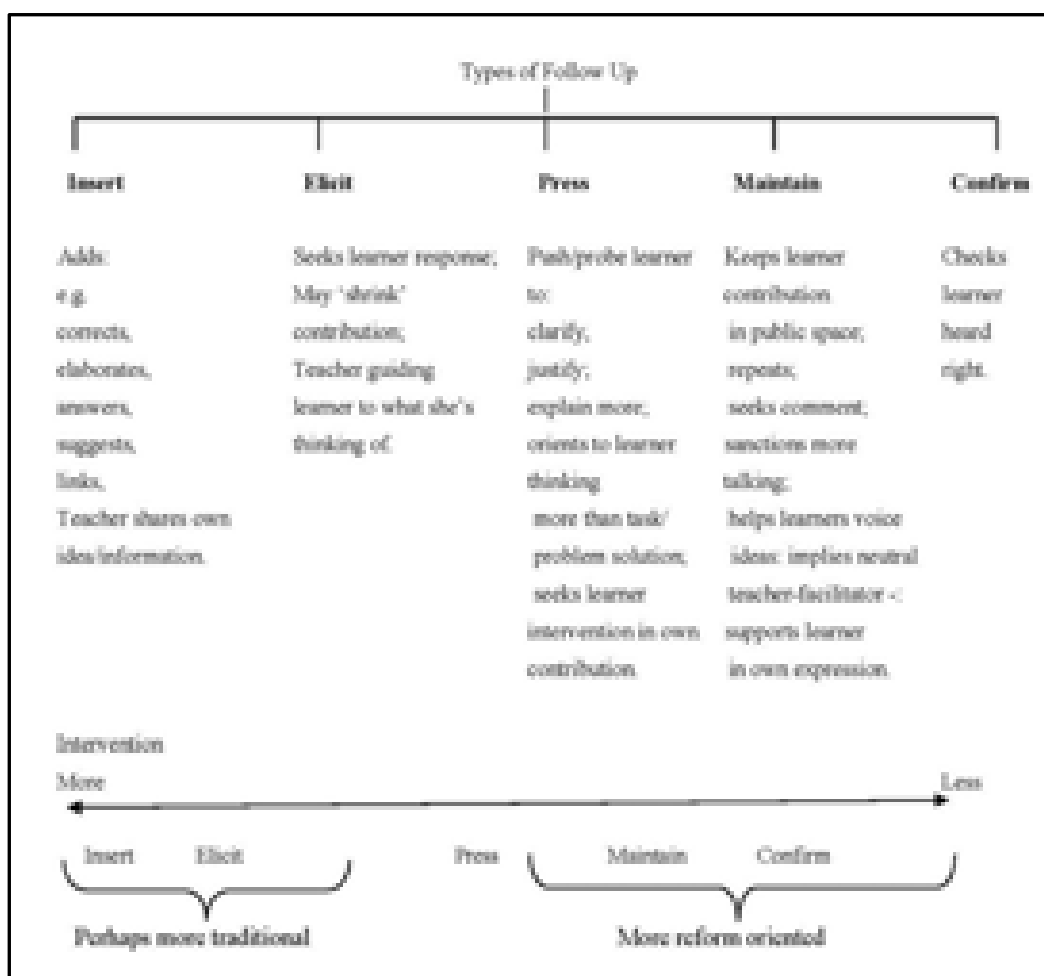 Types of Follow Up
Insert
Elicit
Press
Maintain
Confirm
Adds:
e.g.
corrects,
elaborates,
answers,
suggests,
links,
Teacher shares own
idea/information.
Seeks learner response;
May ‘shrink’
contribution;
Teacher guiding
learner to what she’s
thinking of.
Push/probe learner
to:
clarify,
justify;
explain more;
orients to learner
thinking
more than task/
problem solution;
seeks learner
intervention in own
contribution.
Keeps learner
contribution
in public space;
repeats;
seeks comment;
sanctions more
talking;
helps learners voice
ideas: implies neutral
teacher-facilitator -:
supports learner
in own expression.
Checks
learner
heard
right.
Intervention
More
Less
Insert
Elicit
Press
Maintain
Confirm
Perhaps more traditional
More reform oriented